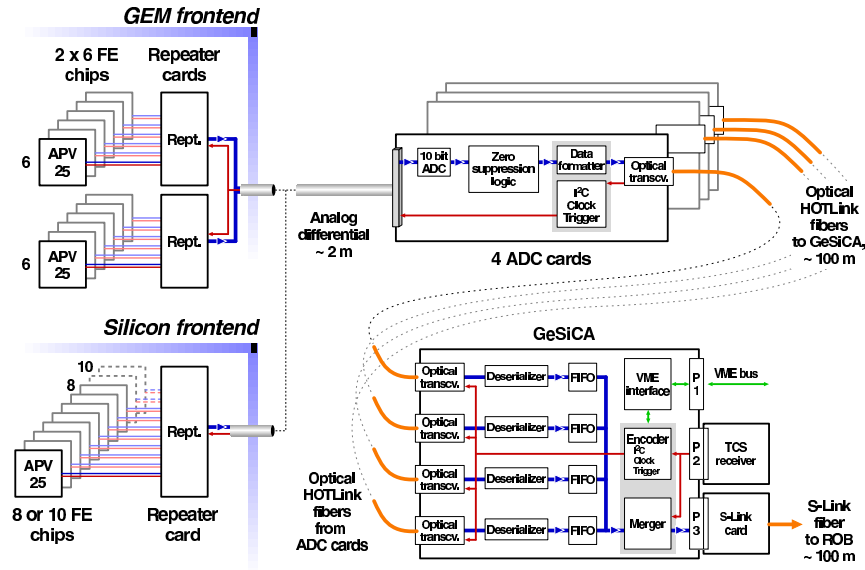 GEM frontend
2 x 6 FE
chips
Repeater
cards
6
APV
25
Rept.
6
APV
25
Rept.
Silicon frontend
10
8
APV
25
Rept.
8 or 10 FE
chips
Repeater
card
Analog
differential
~ 2 m
10 bit
ADC
Zero
suppression
logic
Data
formatter
I²C
Clock
Trigger
Optical
transcv.
4 ADC cards
Optical
HOTLink
fibers
to GeSiCA,
~ 100 m
GeSiCA
Optical
transcv.
Deserializer
FIFO
Optical
transcv.
Deserializer
FIFO
Optical
transcv.
Deserializer
FIFO
Optical
transcv.
Deserializer
FIFO
VME
interface
P
1
VME bus
Encoder
I²C
Clock
Trigger
P
2
TCS
receiver
Merger
P
3
S-Link
card
Optical
HOTLink
fibers
from
ADC cards
S-Link
fiber
to ROB
~ 100 m